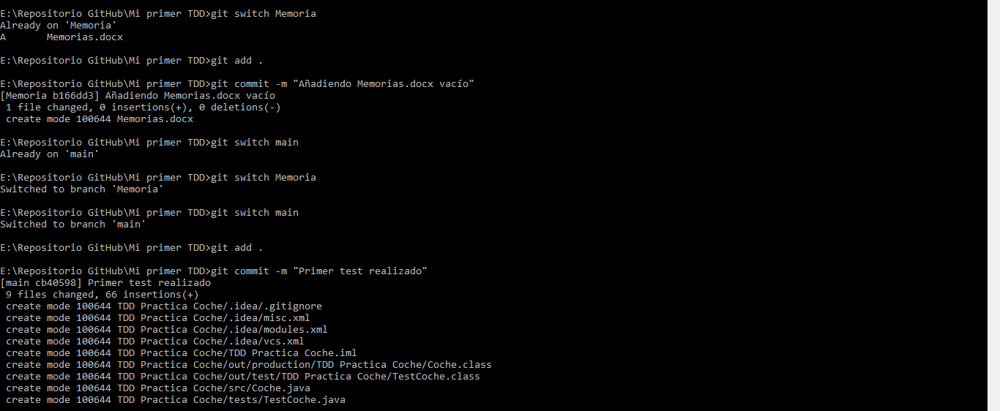 E:\Repositorio GitHub\Mi primer TDD>git switch Memoria
Already on 'Memoria'
A       Memorias.docx
E:\Repositorio GitHub\Mi primer TDD>git add .
E:\Repositorio GitHub\Mi primer TDD>git commit -m "Añadiendo Memorias.docx vacío"
[Memoria b166dd3] Añadiendo Memorias.docx vacío
 1 file changed, 0 insertions(+), 0 deletions(-)
 create mode 100644 Memorias.docx
E:\Repositorio GitHub\Mi primer TDD>git switch main
Already on 'main'
E:\Repositorio GitHub\Mi primer TDD>git switch Memoria
Switched to branch 'Memoria'
E:\Repositorio GitHub\Mi primer TDD>git switch main
Switched to branch 'main'
E:\Repositorio GitHub\Mi primer TDD>git add .
E:\Repositorio GitHub\Mi primer TDD>git commit -m "Primer test realizado"
[main cb40598] Primer test realizado
 9 files changed, 66 insertions(+)
 create mode 100644 TDD Practica Coche/.idea/.gitignore
 create mode 100644 TDD Practica Coche/.idea/misc.xml
 create mode 100644 TDD Practica Coche/.idea/modules.xml
 create mode 100644 TDD Practica Coche/.idea/vcs.xml
 create mode 100644 TDD Practica Coche/TDD Practica Coche.iml
 create mode 100644 TDD Practica Coche/out/production/TDD Practica Coche/Coche.class
 create mode 100644 TDD Practica Coche/out/test/TDD Practica Coche/TestCoche.class
 create mode 100644 TDD Practica Coche/src/Coche.java
 create mode 100644 TDD Practica Coche/tests/TestCoche.java